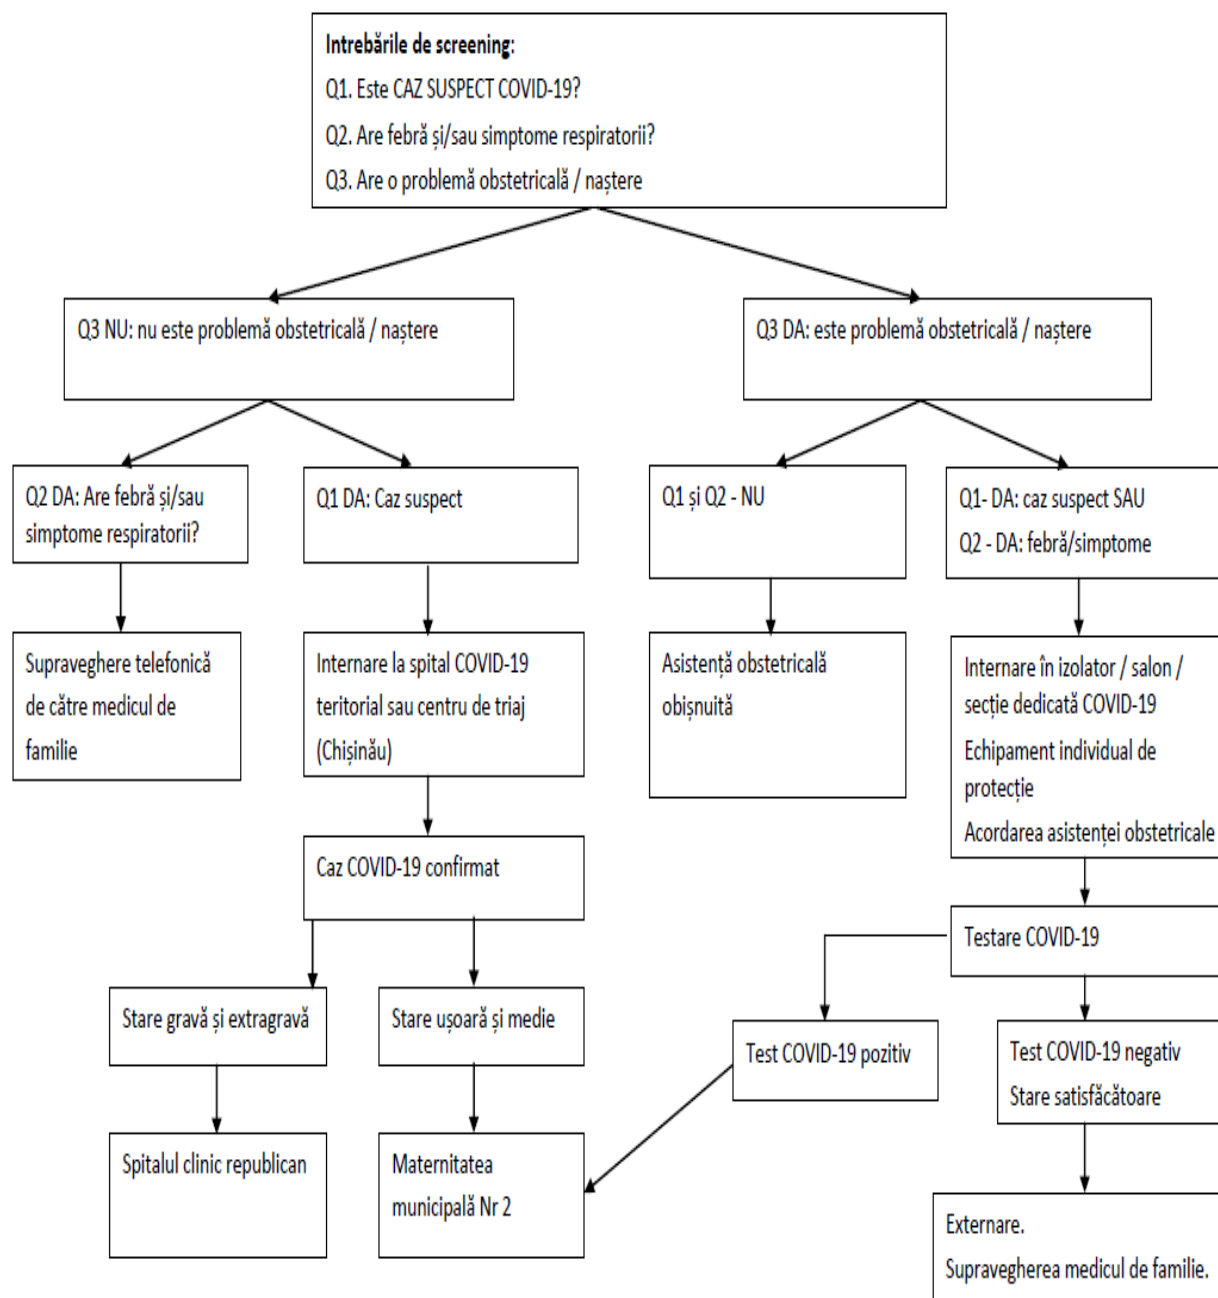 Intrebările de screening:
Q1. Este CAZ SUSPECT COVID-19?
Q2. Are febră și/sau simptome respiratorii?
Q3. Are o problemă obstetricală / naștere
Q3 NU: nu este problemă obstetricală / naștere
Q3 DA: este problemă obstetricală / naștere
Q2 DA: Are febră și/sau
simptome respiratorii?
Q1 DA: Caz suspect
Q1 și Q2 - NU
Q1- DA: caz suspect SAU
Q2 - DA: febră/simptome
Supraveghere telefonică
de către medicul de
familie
Internare la spital COVID-19
teritorial sau centru de triaj
(Chișinău)
Asistență obstetricală
obișnuită
Internare în izolator / salon /
secție dedicată COVID-19
Echipament individual de
protecție
Acordarea asistenței obstetricale
Caz COVID-19 confirmat
Testare COVID-19
Stare gravă și extragravă
Stare ușoară și medie
Test COVID-19 pozitiv
Test COVID-19 negativ
Stare satisfăcătoare
Spitalul clinic republican
Maternitatea
municipală Nr 2
Externare.
Supravegherea medicul de familie.